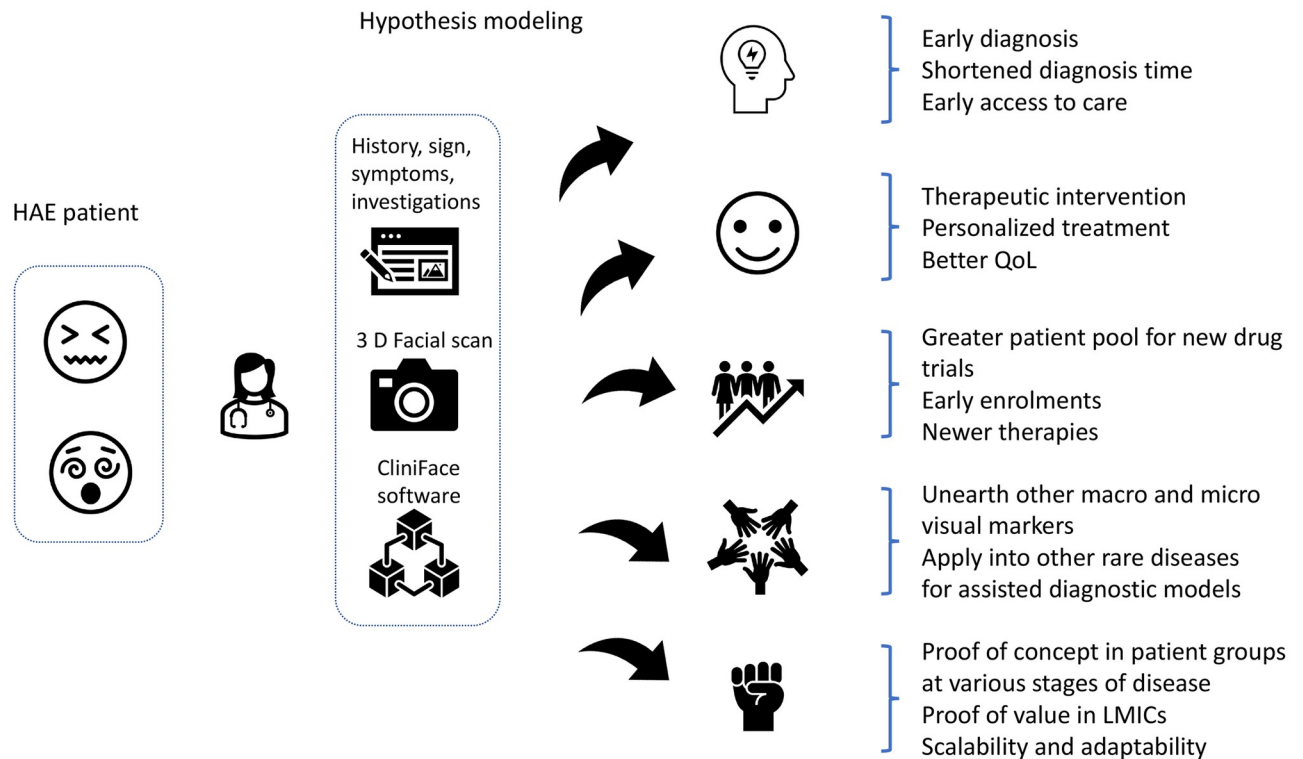 Hypothesis modeling
HAE patient
History, sign,
symptoms,
investigations
3 D Facial scan
CliniFace
software
Early diagnosis
Shortened diagnosis time
Early access to care
Therapeutic intervention
Personalized treatment
Better QoL
Greater patient pool for new drug
trials
Early enrolments
Newer therapies
Unearth other macro and micro
visual markers
Apply into other rare diseases
for assisted diagnostic models
Proof of concept in patient groups
at various stages of disease
Proof of value in LMICs
Scalability and adaptability